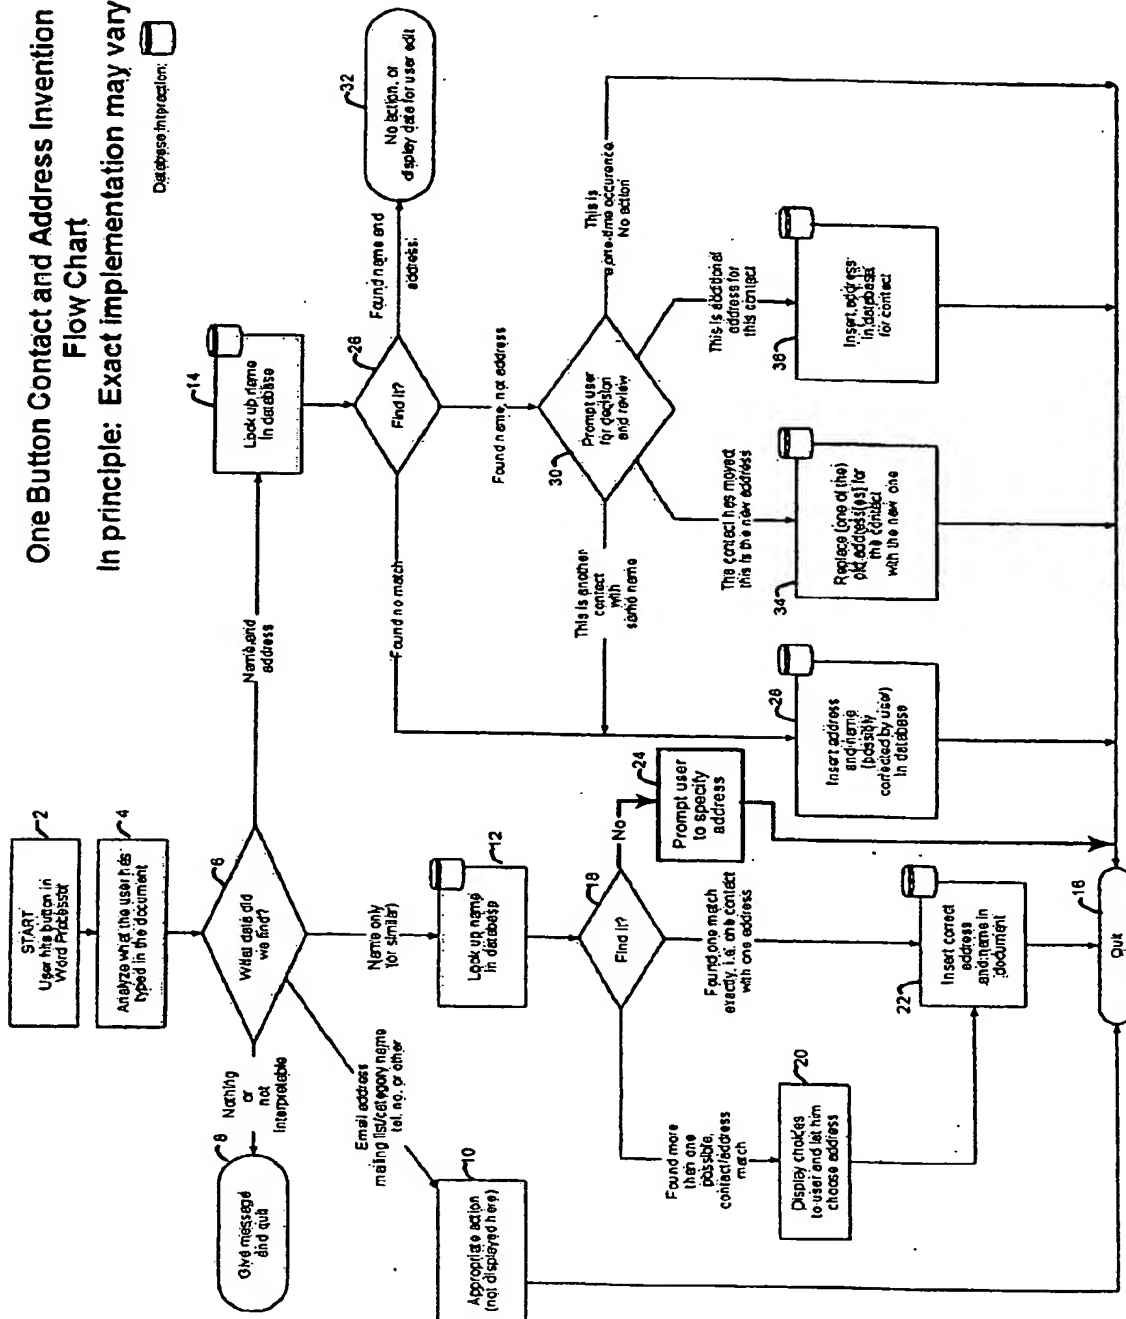 One Button Contact and Address Invention
Flow Chart
In principle: Exact implementation may vary
Database interaction:
START
User hits button in
Word Processor
2
Analyze what the user has
typed in the document
4
What data did
we find?
6
Nothing
or
not
interpretable
Give message
and quit
8
Email address
mailing list/category name
tel. no. or other
Appropriate action
(not displayed here)
10
Name only
(or similar)
Look up name
in database
12
Name and
address
Look up name
in database
14
Find it?
18
No
Prompt user
to specify
address
24
Found one match
exactly, i.e. one contact
with one address
Found more
than one
possible,
contact/address
match
Display choices
to user and let him
choose address
20
Insert correct
address
and name in
document
22
Quit
16
Find it?
26
Found name and
address:
No action, or
display date for user edit
32
Found no match
Found name, not address
Prompt user
for decision
and review
30
This is another
contact
with
same name
The contact has moved
this is the new address
This is additional
address for
this contact
This is
a one-time occurence
No action
Insert address
and name
(possibly
corrected by user)
in database
28
Replace (one of the)
old address(es) for
the contact
with the new one
34
Insert address
in database
for contact
36